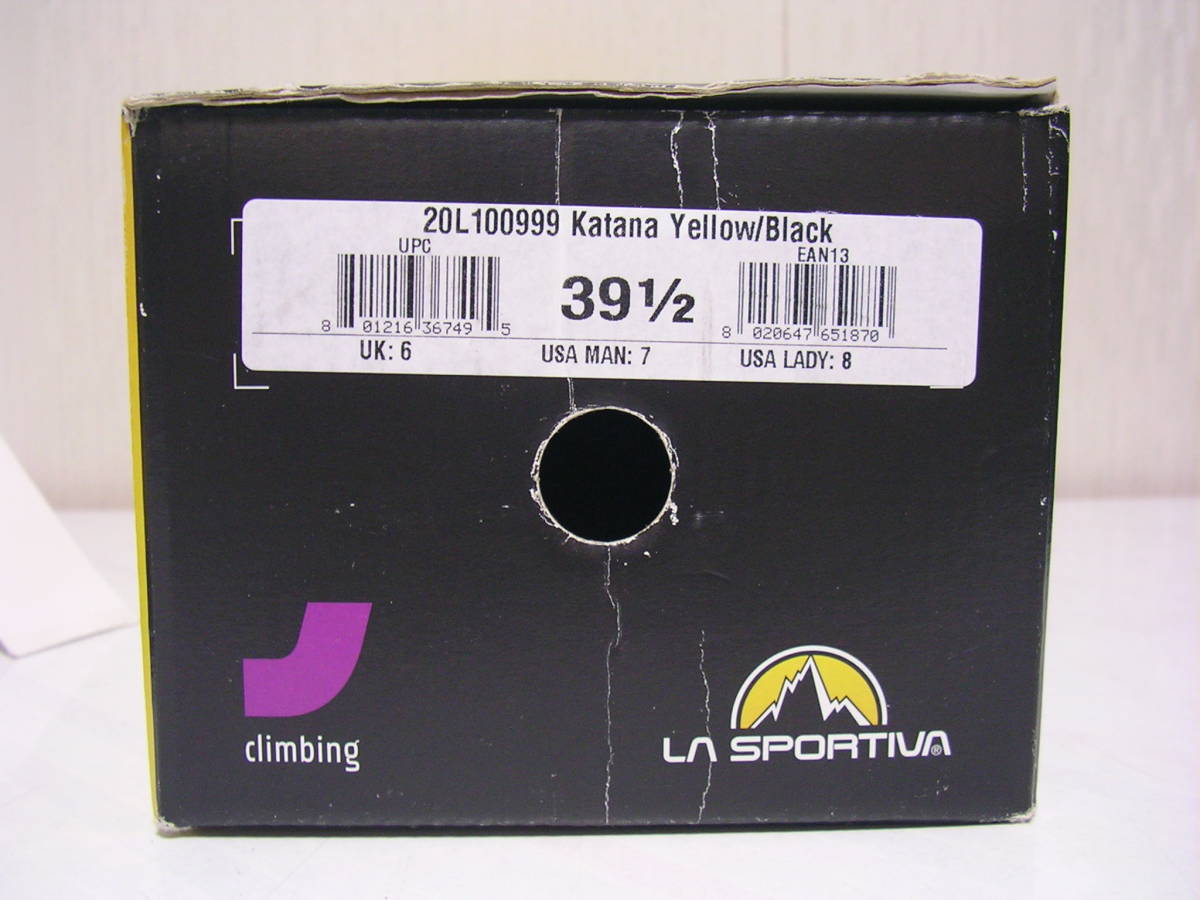 20L100999 Katana Yellow/Black
UPC
EAN13
39½
8 01216 36749 5
8 020647 651870
UK: 6
USA MAN: 7
USA LADY: 8
climbing
LA SPORTIVA®